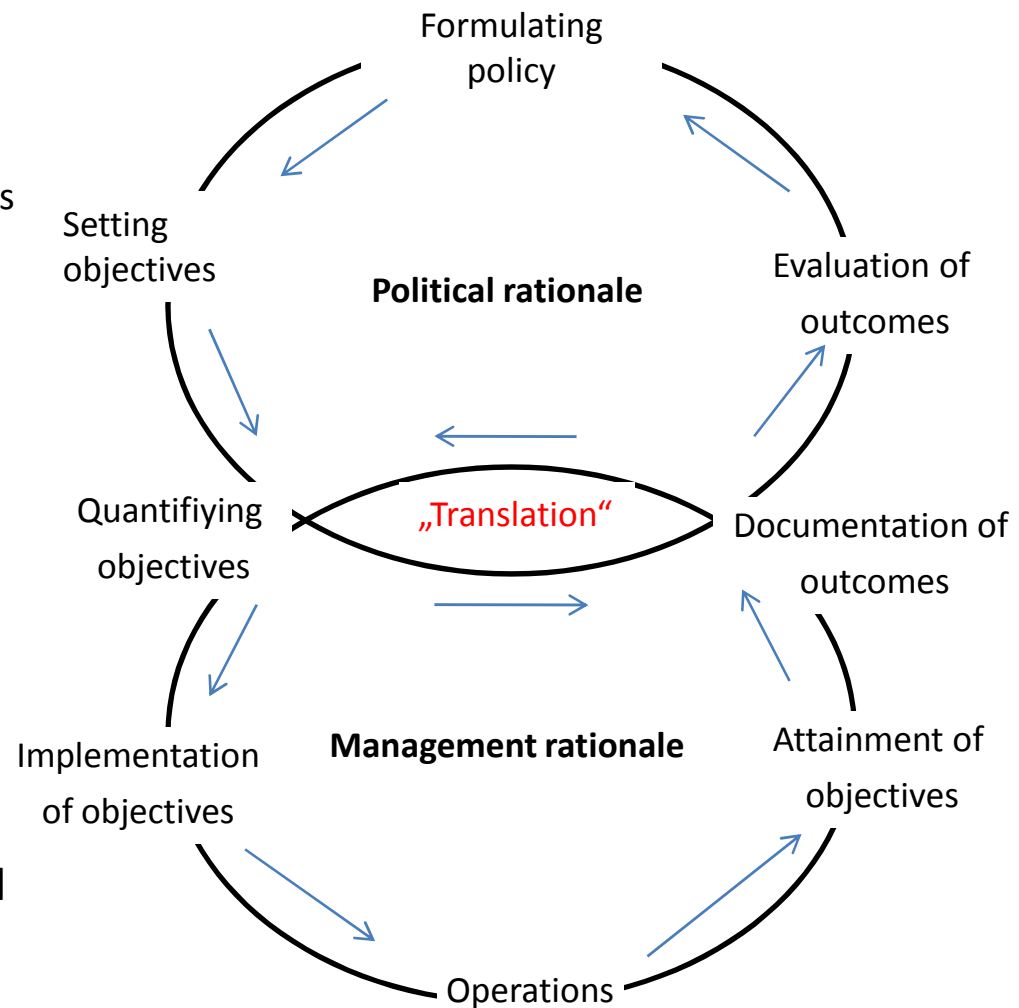 Formulating
policy
s
Setting
objectives
Evaluation of
outcomes
Political rationale
Quantifiying
objectives
„Translation“
Documentation of
outcomes
Implementation
of objectives
Management rationale
Attainment of
objectives
Operations